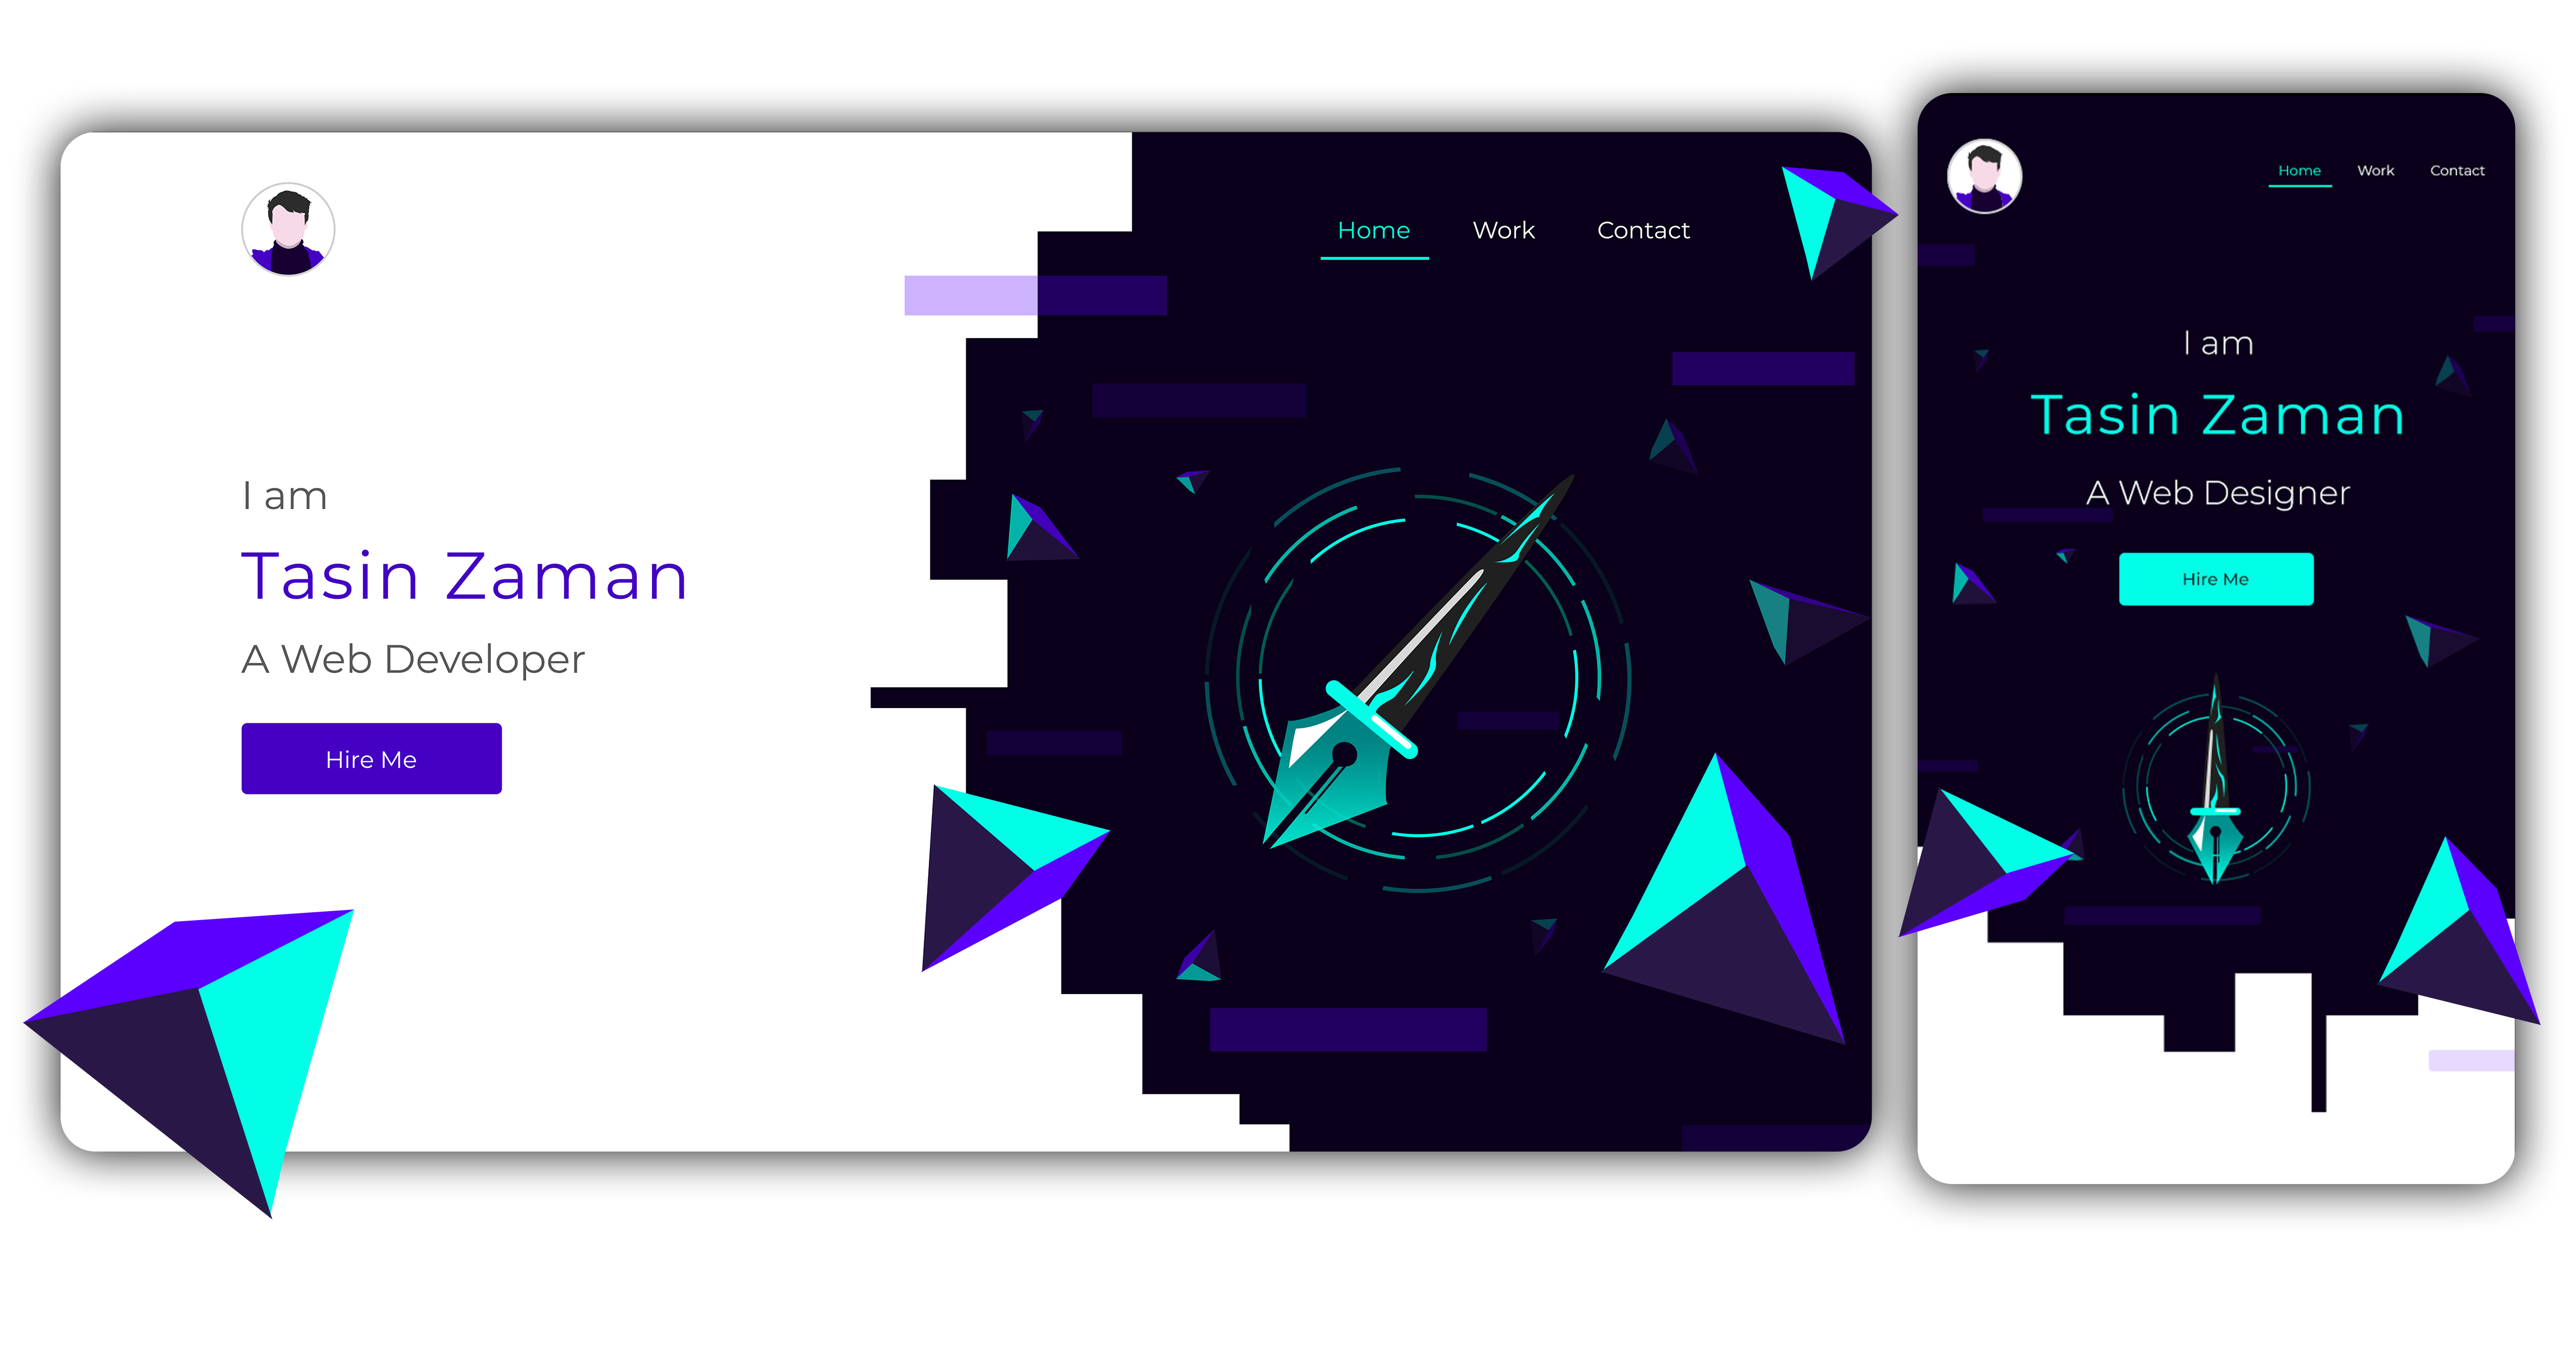 Home Work Contact
I am
Tasin Zaman
A Web Developer
Hire Me
Home Work Contact
I am
Tasin Zaman
A Web Designer
Hire Me